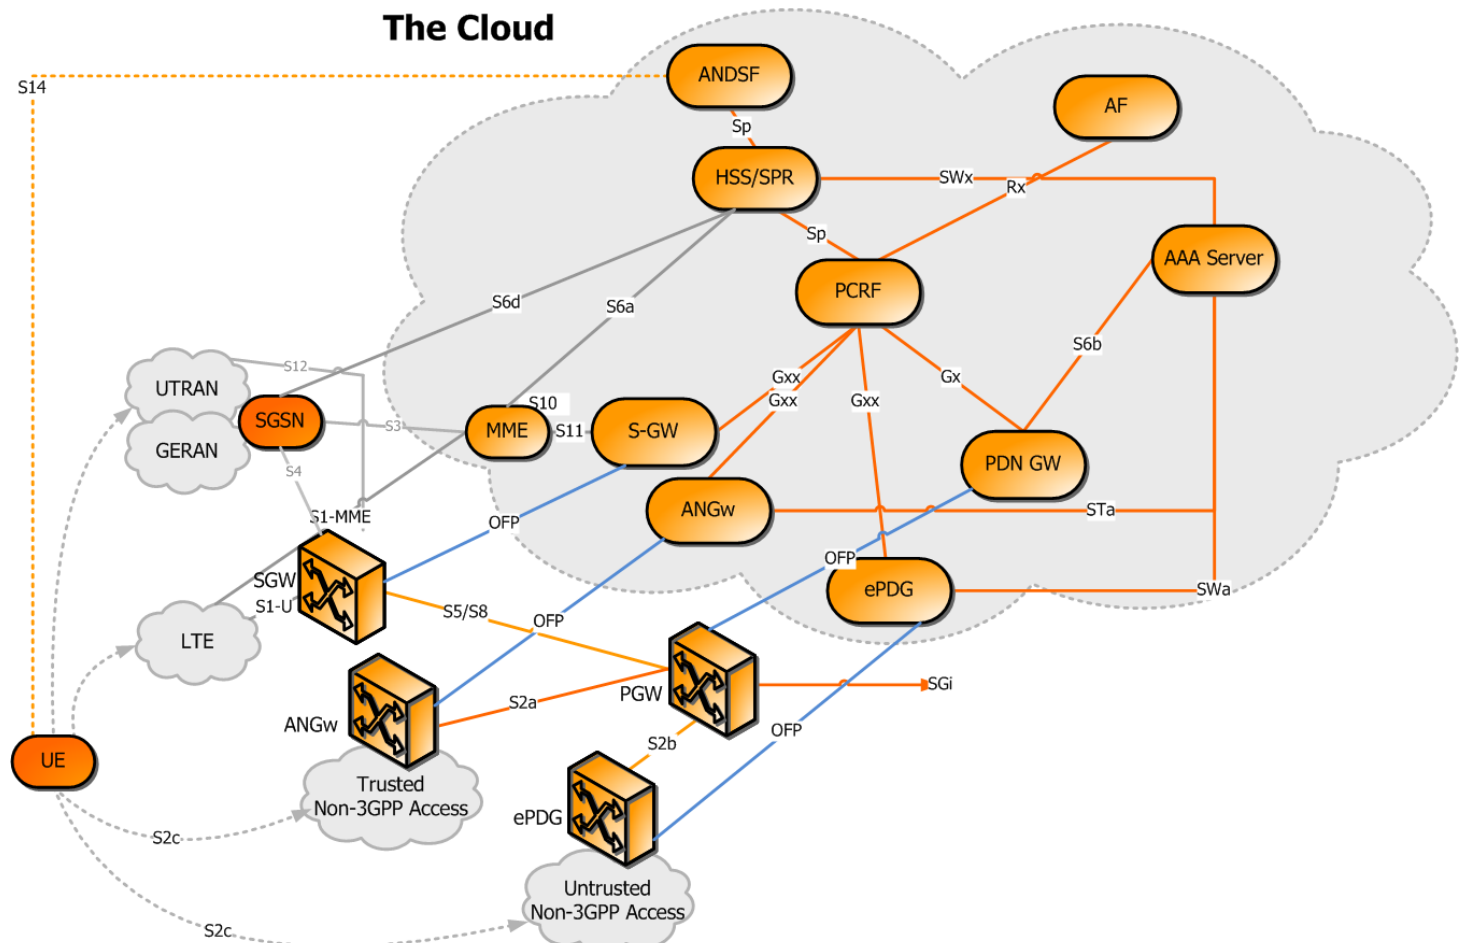 The Cloud
ANDSF
S14
AF
Sp
HSS/SPR
SWx
Rx
Sp
AAA Server
PCRF
S6d
S6a
S6b
S12
UTRAN
Gxx
Gx
Gxx
Gxx
S10
SGSN
S3
MME
S11
S-GW
GERAN
PDN GW
S4
ANGw
STa
S1-MME
OFP
OFP
SGW
ePDG
SWa
S1-U
S5/S8
OFP
LTE
SGi
PGW
S2a
ANGw
OFP
S2b
UE
Trusted
Non-3GPP Access
ePDG
S2c
Untrusted
Non-3GPP Access
S2c